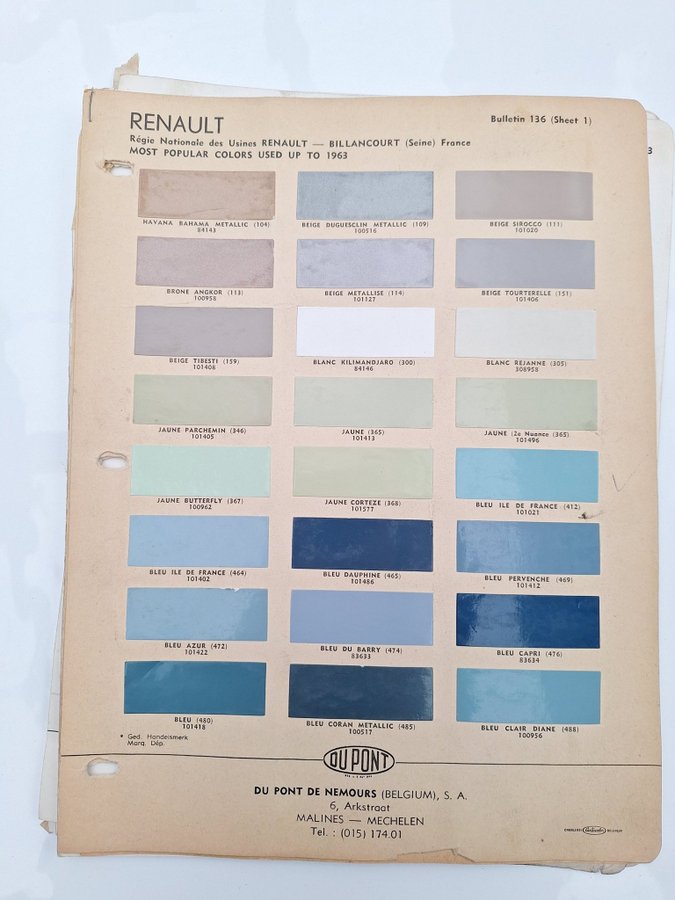 RENAULT
Bulletin 136 (Sheet 1)
Régie Nationale des Usines RENAULT — BILLANCOURT (Seine) France
MOST POPULAR COLORS USED UP TO 1963
3
HAVANA BAHAMA METALLIC (104)
84143
BEIGE DUGUESCLIN METALLIC (109)
100516
BEIGE SIROCCO (111)
101020
BRONE ANGKOR (113)
100958
BEIGE METALLISE (114)
101127
BEIGE TOURTERELLE (151)
101406
BEIGE TIBESTI (159)
101408
BLANC KILIMANDJARO (300)
84146
BLANC REJANNE (305)
308958
JAUNE PARCHEMIN (346)
101405
JAUNE (365)
101413
JAUNE (2e Nuance (365)
101496
JAUNE BUTTERFLY (367)
100962
JAUNE CORTEZE (368)
101577
BLEU ILE DE FRANCE (412)
101021
BLEU ILE DE FRANCE (464)
101402
BLEU DAUPHINE (465)
101486
BLEU PERVENCHE (469)
101412
BLEU AZUR (472)
101422
BLEU DU BARRY (474)
83633
BLEU CAPRI (476)
83634
BLEU (480)
101418
BLEU CORAN METALLIC (485)
100517
BLEU CLAIR DIANE (488)
100956
* Ged. Handelsmerk
Marq. Dép.
DU PONT
DU PONT DE NEMOURS (BELGIUM), S. A.
6, Arkstraat
MALINES — MECHELEN
Tel. : (015) 174.01